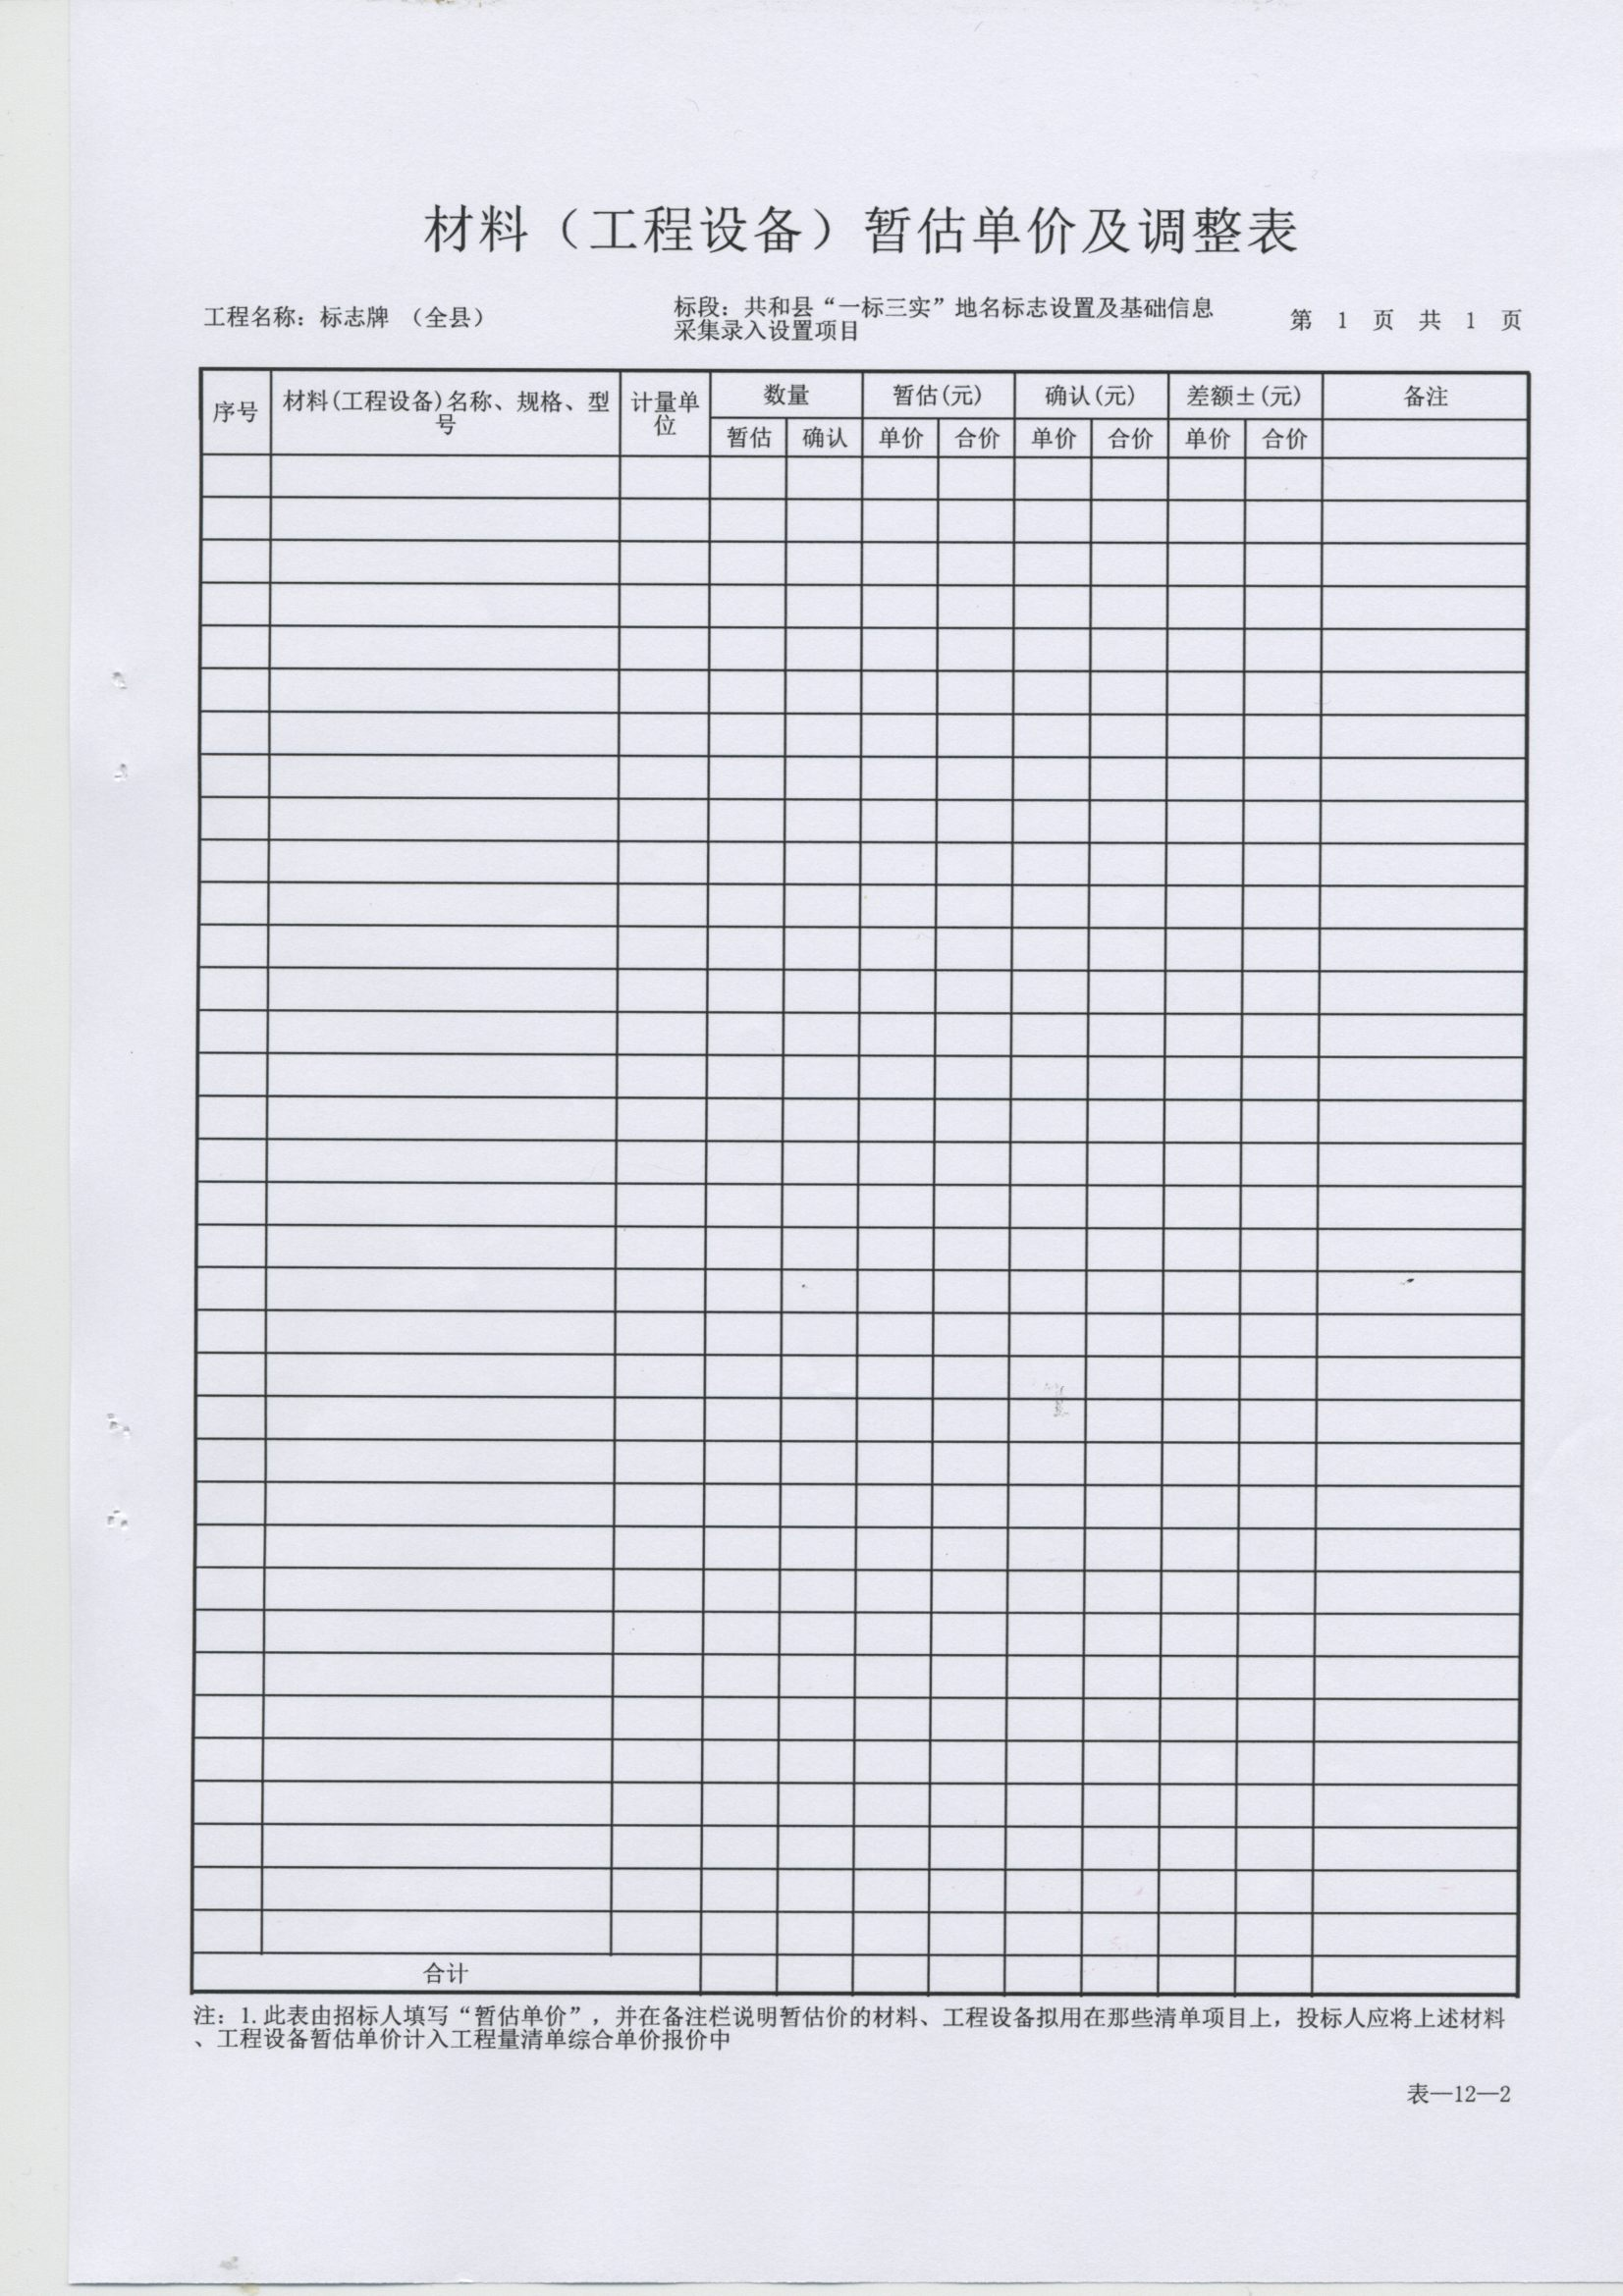 材料（工程设备）暂估单价及调整表
工程名称：标志牌 （全县）
标段：共和县“一标三实”地名标志设置及基础信息
采集录入设置项目
第 1 页 共 1 页
序号 材料(工程设备)名称、规格、型 计量单 数量 暂估(元) 确认(元) 差额±(元) 备注
号 位
暂估 确认 单价 合价 单价 合价 单价 合价
合计
注：1.此表由招标人填写“暂估单价”，并在备注栏说明暂估价的材料、工程设备拟用在那些清单项目上，投标人应将上述材料
、工程设备暂估单价计入工程量清单综合单价报价中
表—12—2